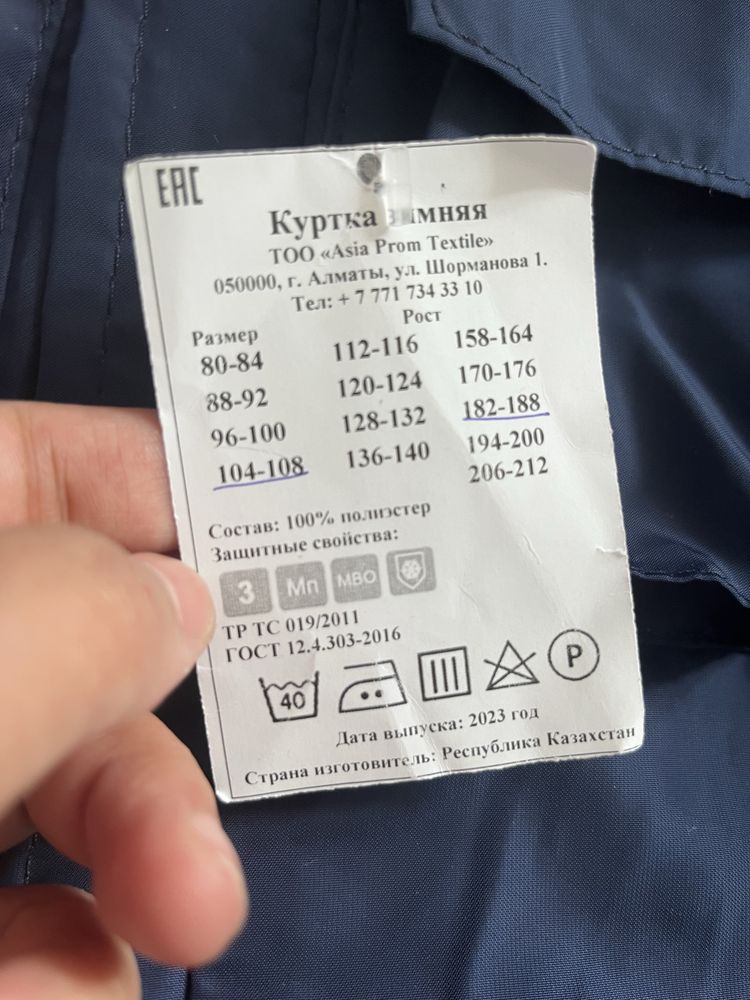 ЕАС
Куртка зимняя
ТОО «Asia Prom Textile»
050000, г. Алматы, ул. Шорманова 1.
Тел: + 7 771 734 33 10
Размер Рост
80-84 112-116 158-164
88-92 120-124 170-176
96-100 128-132 182-188
104-108 136-140 194-200
206-212
Состав: 100% полиэстер
Защитные свойства:
З Мп МВО
ТР ТС 019/2011
ГОСТ 12.4.303-2016
40 P
Дата выпуска: 2023 год
Страна изготовитель: Республика Казахстан